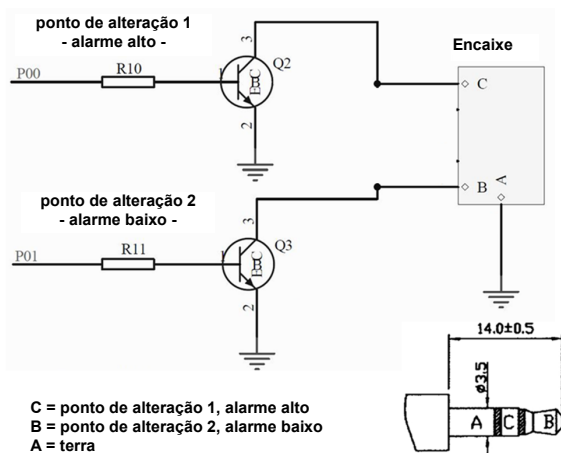 ponto de alteração 1
- alarme alto -
Encaixe
P00
R10
1
3
2
Q2
B
C
E
C
B
A
ponto de alteração 2
- alarme baixo -
P01
R11
1
3
2
Q3
B
C
E
14.0±0.5
ø3.5
A
C
B
C = ponto de alteração 1, alarme alto
B = ponto de alteração 2, alarme baixo
A = terra